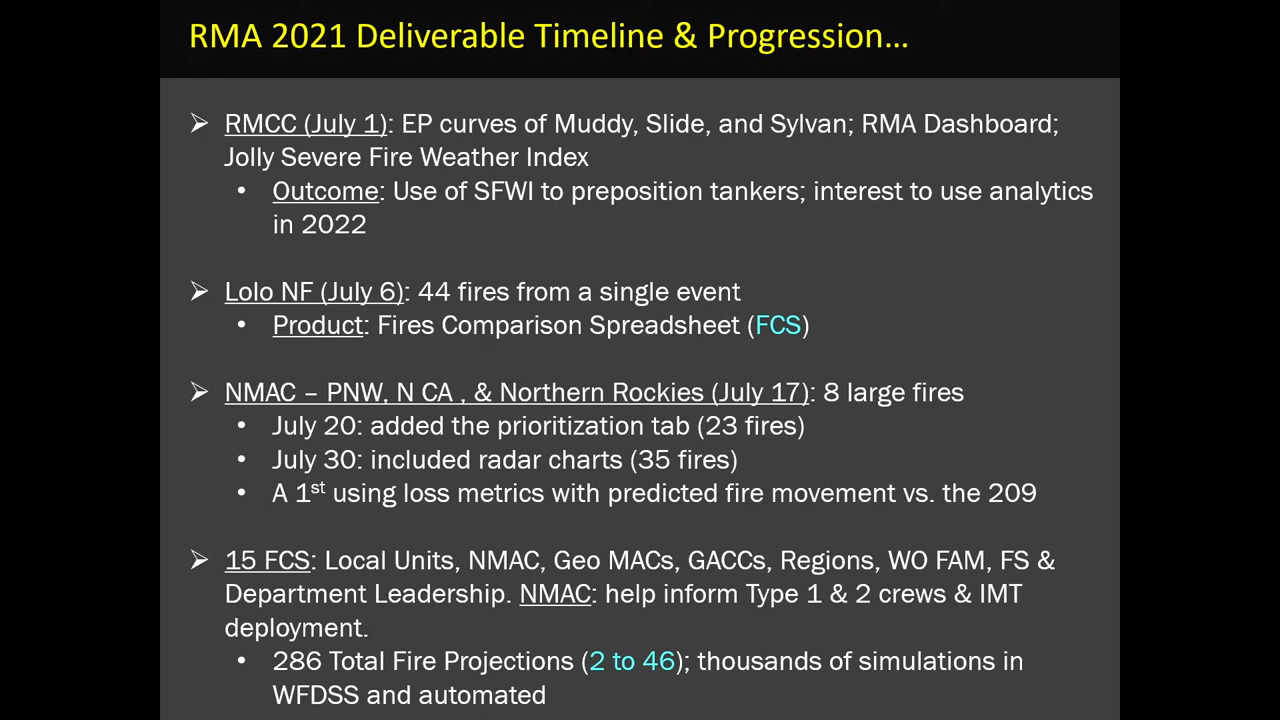 RMA 2021 Deliverable Timeline & Progression…
➢ RMCC (July 1): EP curves of Muddy, Slide, and Sylvan; RMA Dashboard;
Jolly Severe Fire Weather Index
• Outcome: Use of SFWI to preposition tankers; interest to use analytics
in 2022
➢ Lolo NF (July 6): 44 fires from a single event
• Product: Fires Comparison Spreadsheet (FCS)
➢ NMAC – PNW, N CA , & Northern Rockies (July 17): 8 large fires
• July 20: added the prioritization tab (23 fires)
• July 30: included radar charts (35 fires)
• A 1st using loss metrics with predicted fire movement vs. the 209
➢ 15 FCS: Local Units, NMAC, Geo MACs, GACCs, Regions, WO FAM, FS &
Department Leadership. NMAC: help inform Type 1 & 2 crews & IMT
deployment.
• 286 Total Fire Projections (2 to 46); thousands of simulations in
WFDSS and automated